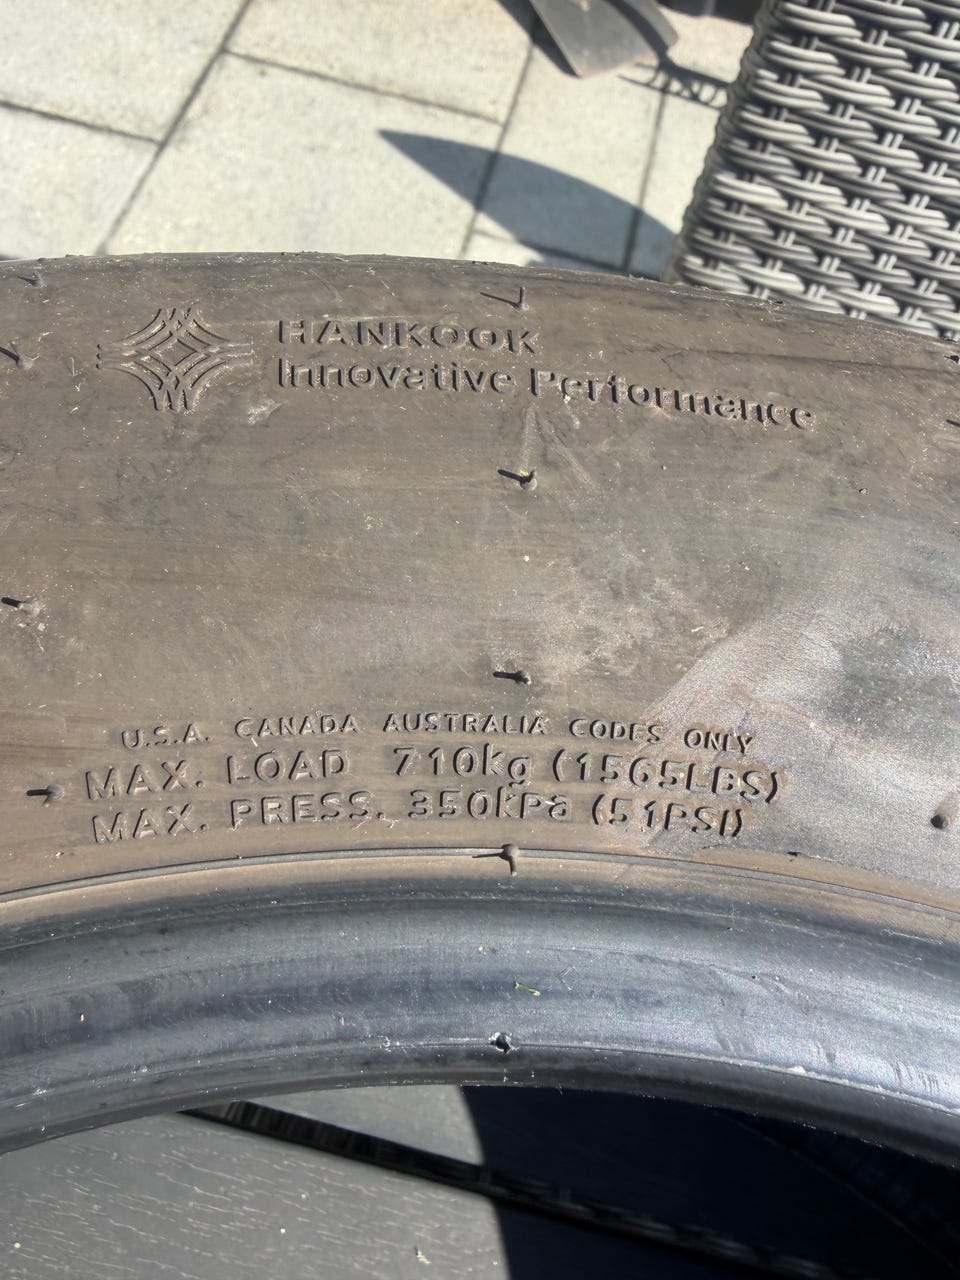 HANKOOK
Innovative Performance
U.S.A. CANADA AUSTRALIA CODES ONLY
MAX. LOAD 710kg (1565LBS)
MAX. PRESS. 350kPa (51PSI)